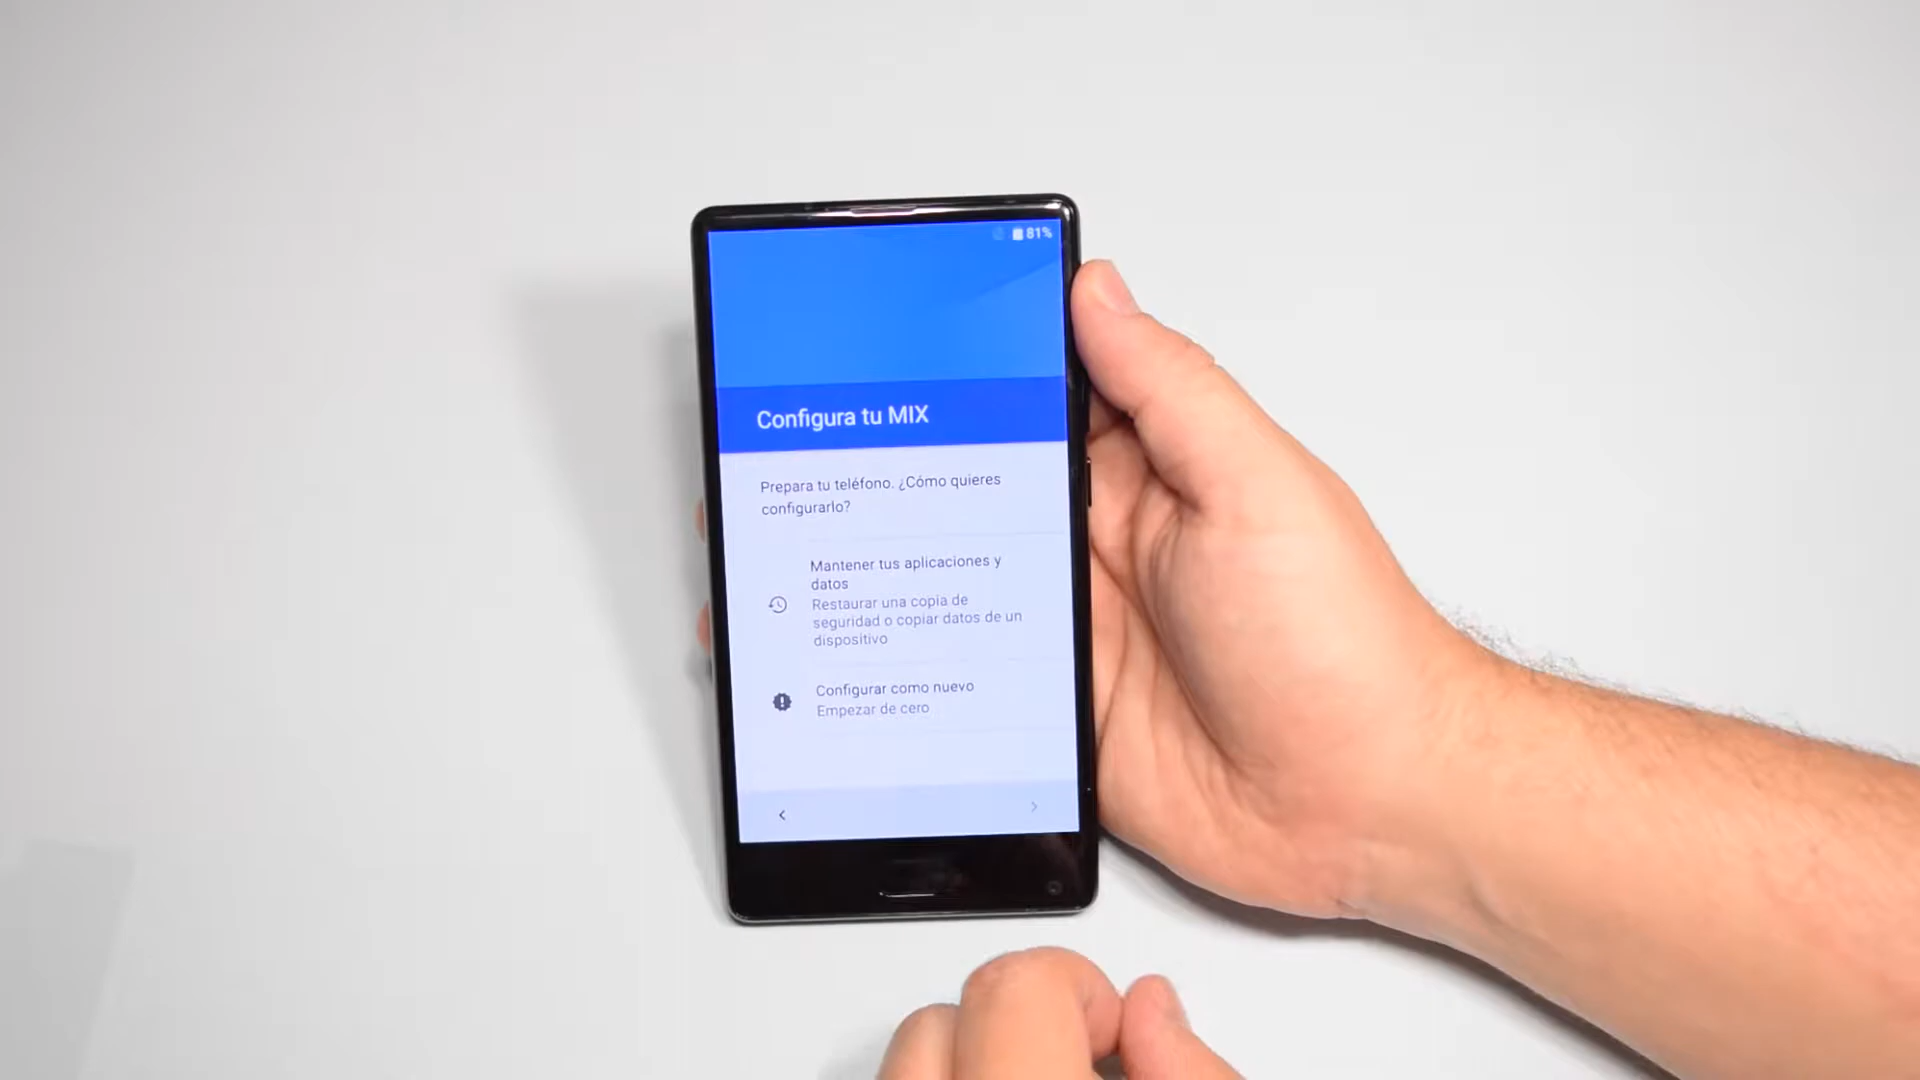 81%
Configura tu MIX
Prepara tu teléfono. ¿Cómo quieres
configurarlo?
Mantener tus aplicaciones y
datos
Restaurar una copia de
seguridad o copiar datos de un
dispositivo
Configurar como nuevo
Empezar de cero